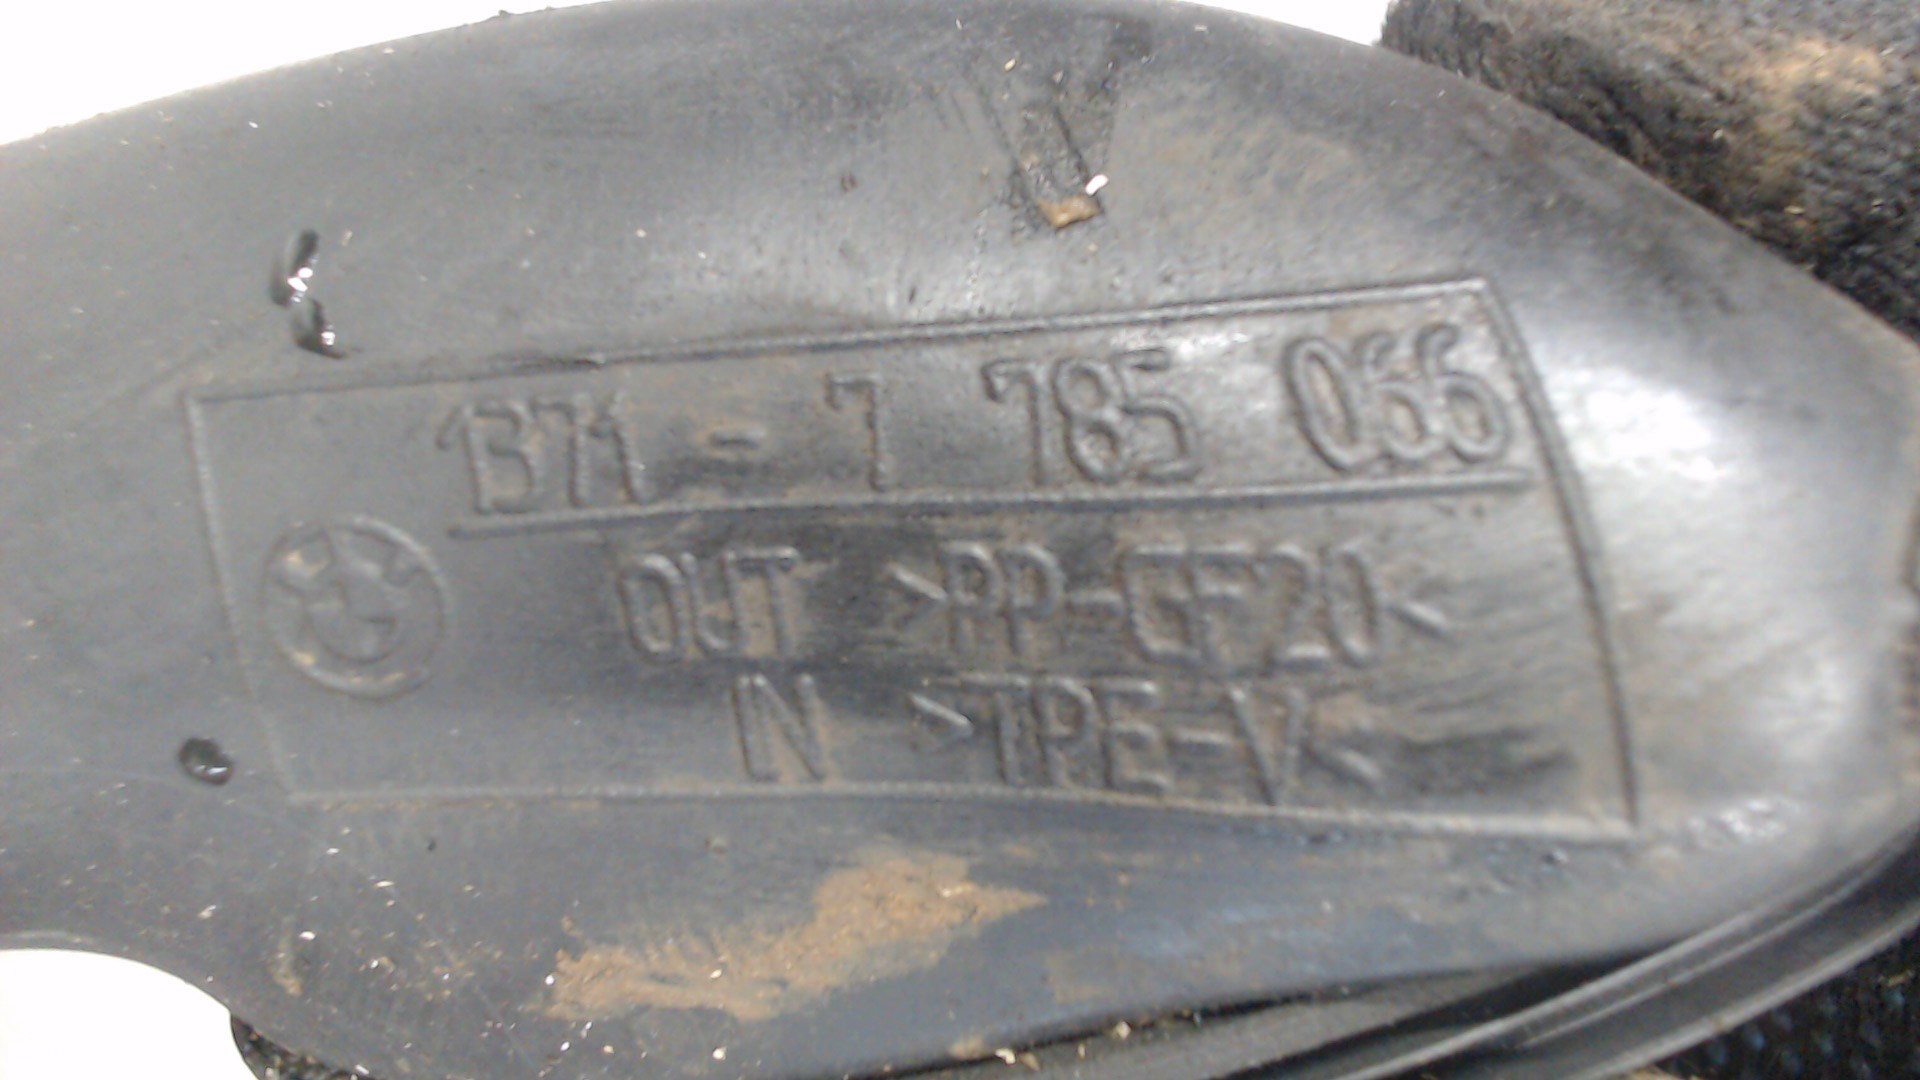 1371 - 7 785 066
OUT >PP-GF20<
IN >TPE-V<